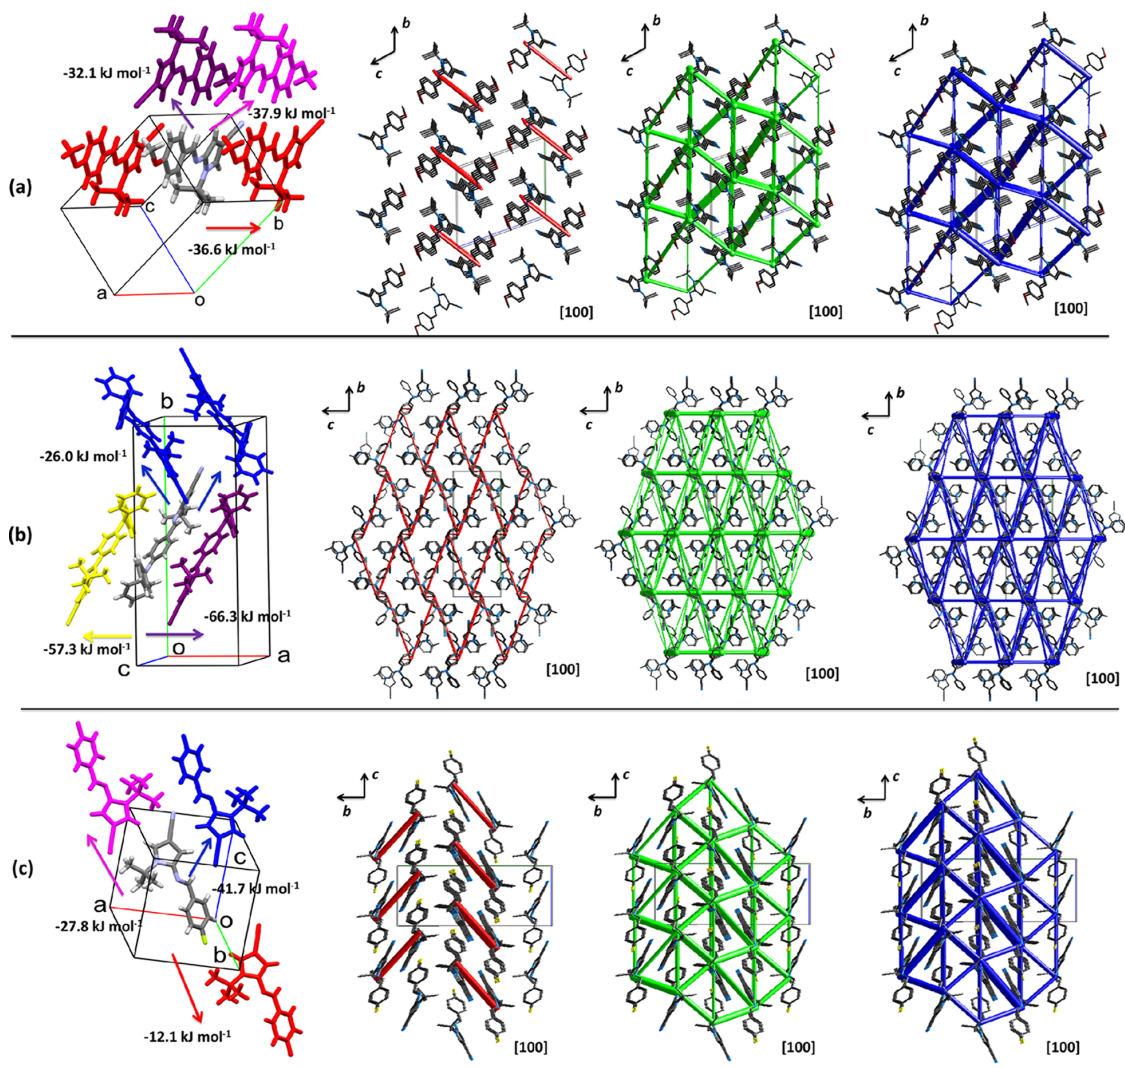 (a)
-32.1 kJ mol⁻¹
-37.9 kJ mol⁻¹
c
b
-36.6 kJ mol⁻¹
a
o
b
c
[100]
b
c
[100]
b
c
[100]
(b)
b
-26.0 kJ mol⁻¹
-66.3 kJ mol⁻¹
-57.3 kJ mol⁻¹
o
a
c
b
c
[100]
b
c
[100]
b
c
[100]
(c)
c
-41.7 kJ mol⁻¹
a
o
-27.8 kJ mol⁻¹
b
-12.1 kJ mol⁻¹
c
b
[100]
c
b
[100]
c
b
[100]